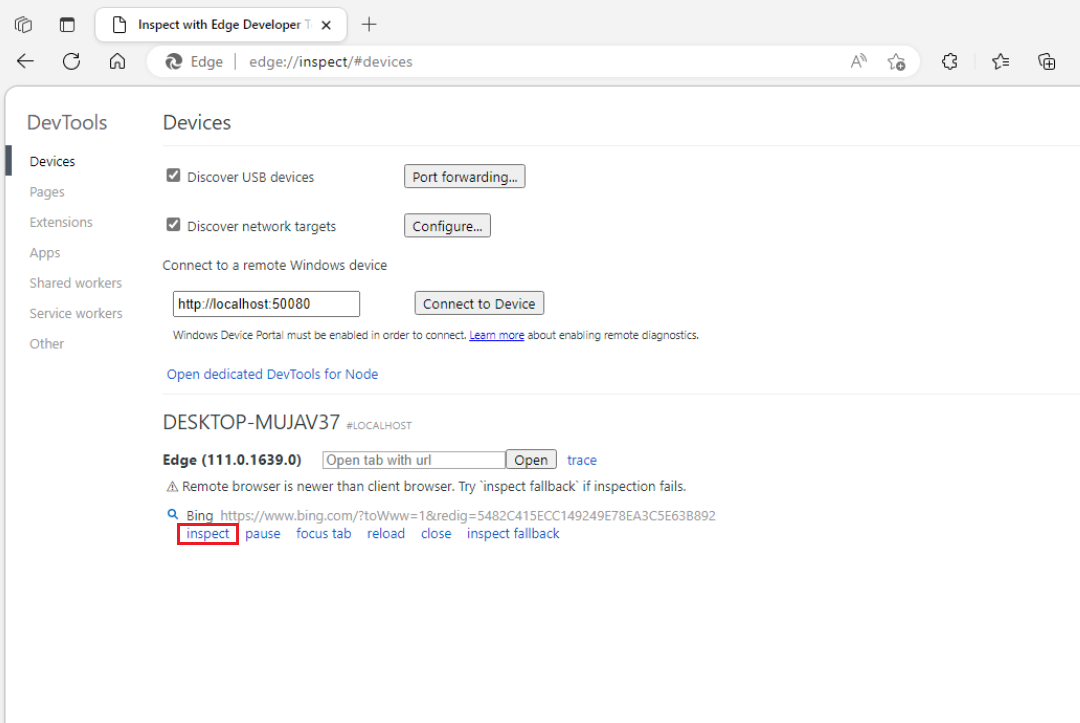 Inspect with Edge Developer T
Edge edge://inspect/#devices
DevTools
Devices
Pages
Extensions
Apps
Shared workers
Service workers
Other
Devices
Discover USB devices Port forwarding...
Discover network targets Configure...
Connect to a remote Windows device
http://localhost:50080 Connect to Device
Windows Device Portal must be enabled in order to connect. Learn more about enabling remote diagnostics.
Open dedicated DevTools for Node
DESKTOP-MUJAV37 #LOCALHOST
Edge (111.0.1639.0) Open tab with url Open trace
⚠ Remote browser is newer than client browser. Try `inspect fallback` if inspection fails.
Bing https://www.bing.com/?toWww=1&redig=5482C415ECC149249E78EA3C5E63B892
inspect pause focus tab reload close inspect fallback